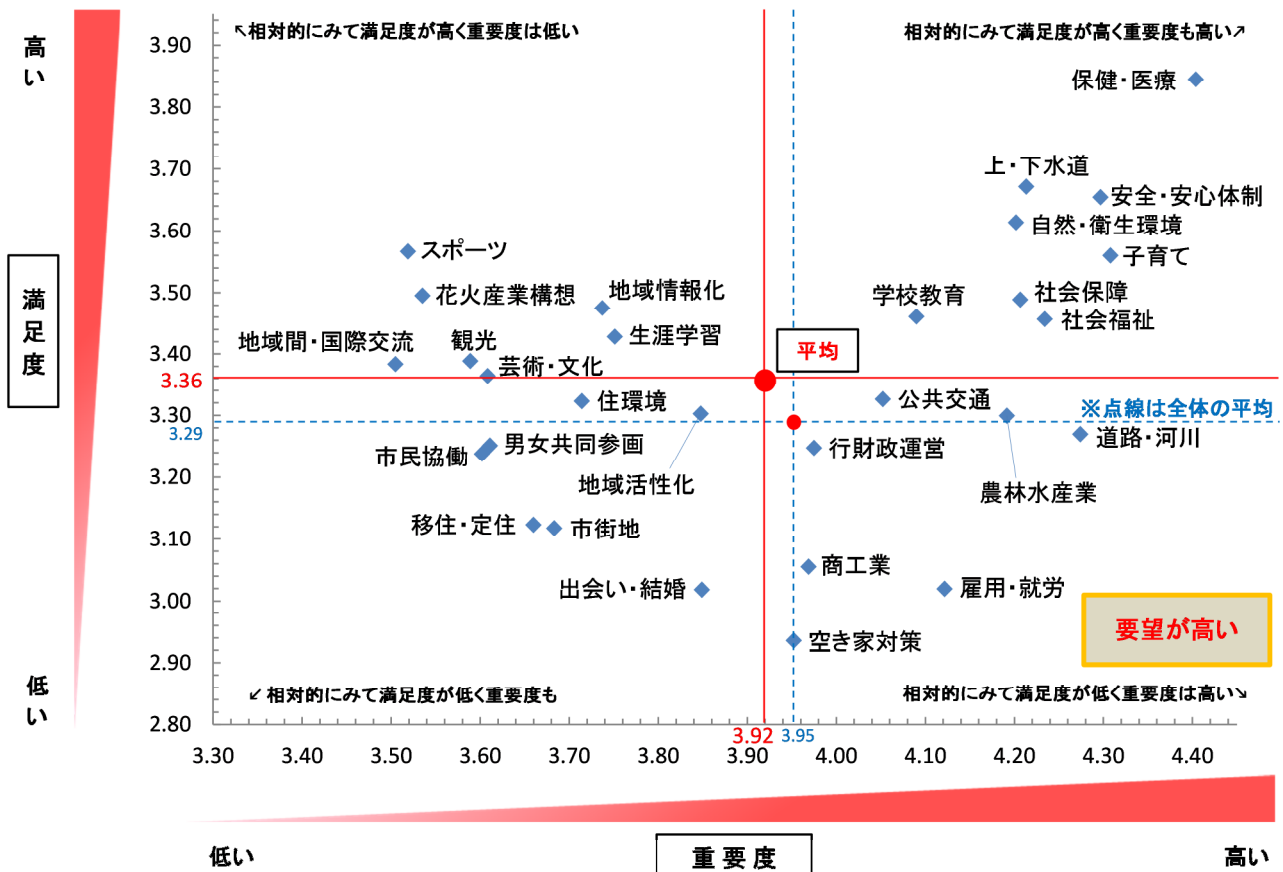 高い
満足度
低い
↖相対的にみて満足度が高く重要度は低い
相対的にみて満足度が高く重要度も高い↗
3.90
3.80
3.70
3.60
3.50
3.40
3.36
3.30
3.29
3.20
3.10
3.00
2.90
2.80
保健・医療
上・下水道
安全・安心体制
自然・衛生環境
子育て
スポーツ
花火産業構想
地域情報化
学校教育
社会保障
社会福祉
生涯学習
地域間・国際交流
観光
芸術・文化
平均
住環境
公共交通
※点線は全体の平均
道路・河川
市民協働
男女共同参画
地域活性化
行財政運営
農林水産業
移住・定住
市街地
出会い・結婚
商工業
雇用・就労
空き家対策
要望が高い
↙相対的にみて満足度が低く重要度も
相対的にみて満足度が低く重要度は高い↘
3.92
3.95
3.30
3.40
3.50
3.60
3.70
3.80
3.90
4.00
4.10
4.20
4.30
4.40
低い
重要度
高い